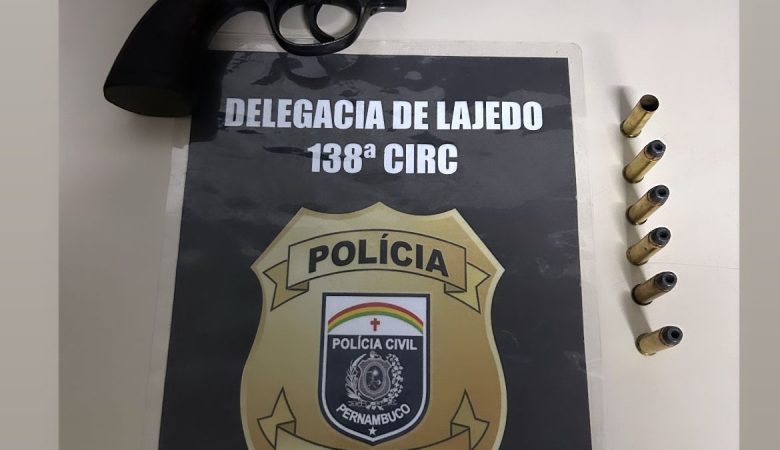 DELEGACIA DE LAJEDO
138ª CIRC
POLÍCIA
POLÍCIA CIVIL
PERNAMBUCO